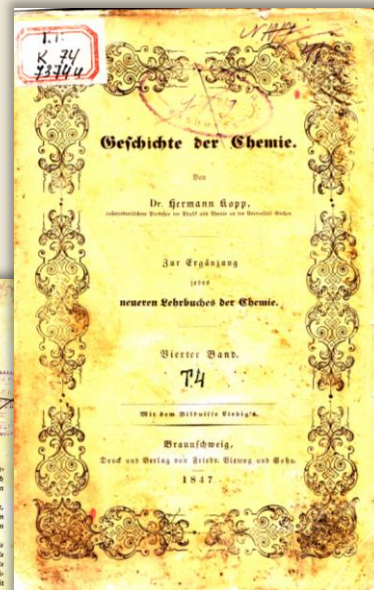 K 74
7374 u
Geschichte der Chemie.
Von
Dr. Hermann Kopp,
außerordentlichem Professor der Physik und Chemie an der Universität Gießen
Zur Ergänzung
jedes
neueren Lehrbuches der Chemie.
Vierter Band.
T.4
Mit dem Bildnisse Liebig's.
Braunschweig,
Druck und Verlag von Friedr. Vieweg und Sohn.
1847